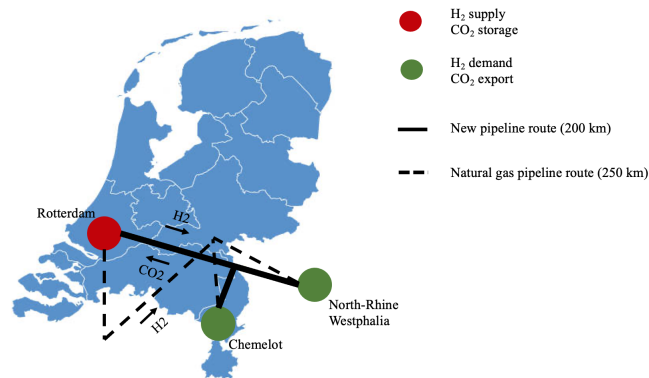 H₂ supply
CO₂ storage
H₂ demand
CO₂ export
New pipeline route (200 km)
Natural gas pipeline route (250 km)
Rotterdam
H2
CO2
H2
North-Rhine
Westphalia
Chemelot